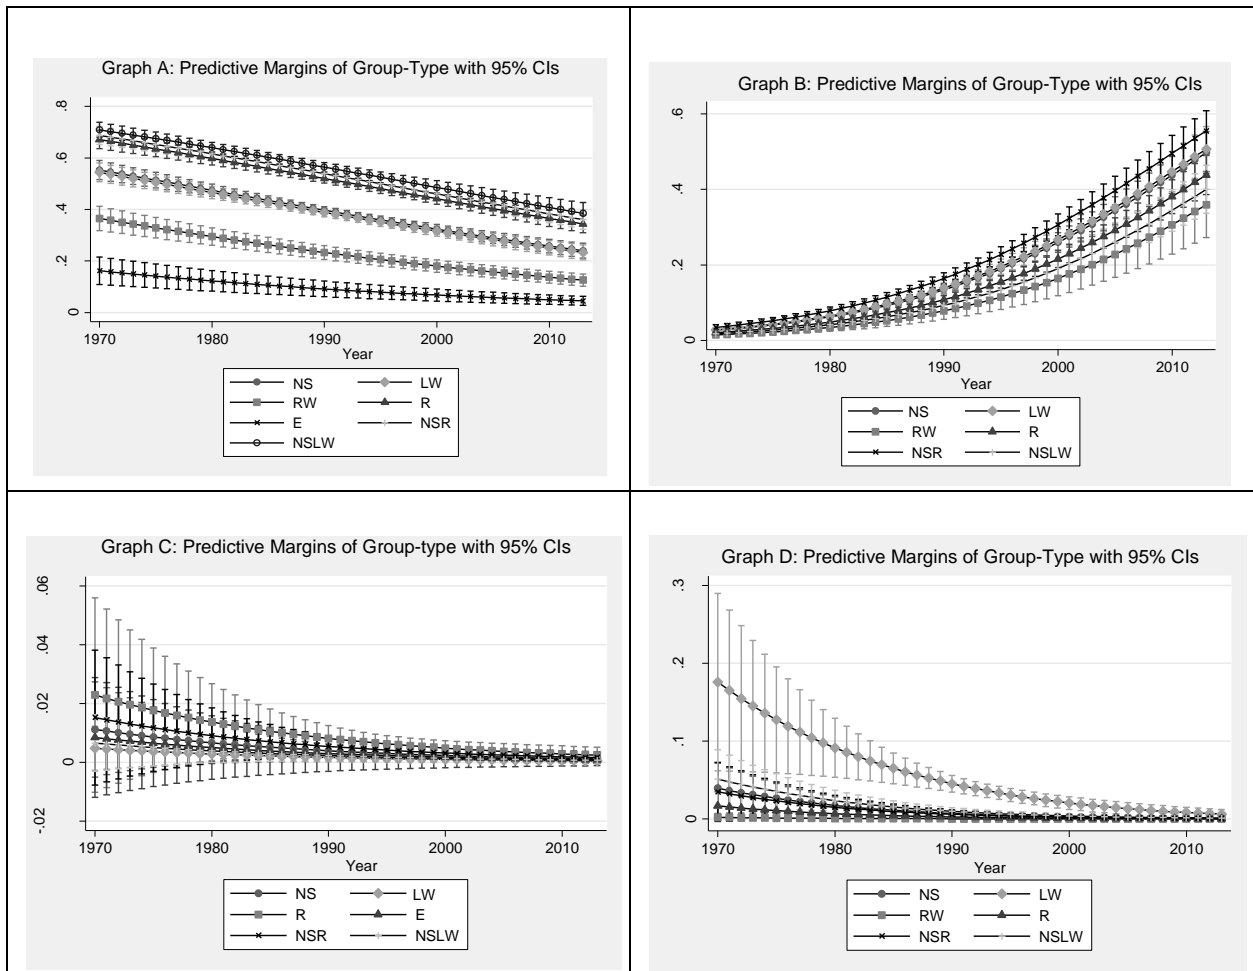 Graph A: Predictive Margins of Group-Type with 95% CIs
.8
.6
.4
.2
0
1970 1980 1990 2000 2010
Year
NS LW
RW R
E NSR
NSLW
Graph B: Predictive Margins of Group-Type with 95% CIs
.6
.4
.2
0
1970 1980 1990 2000 2010
Year
NS LW
RW R
NSR NSLW
Graph C: Predictive Margins of Group-type with 95% CIs
.06
.04
.02
0
-.02
1970 1980 1990 2000 2010
Year
NS LW
R E
NSR NSLW
Graph D: Predictive Margins of Group-Type with 95% CIs
.3
.2
.1
0
1970 1980 1990 2000 2010
Year
NS LW
RW R
NSR NSLW